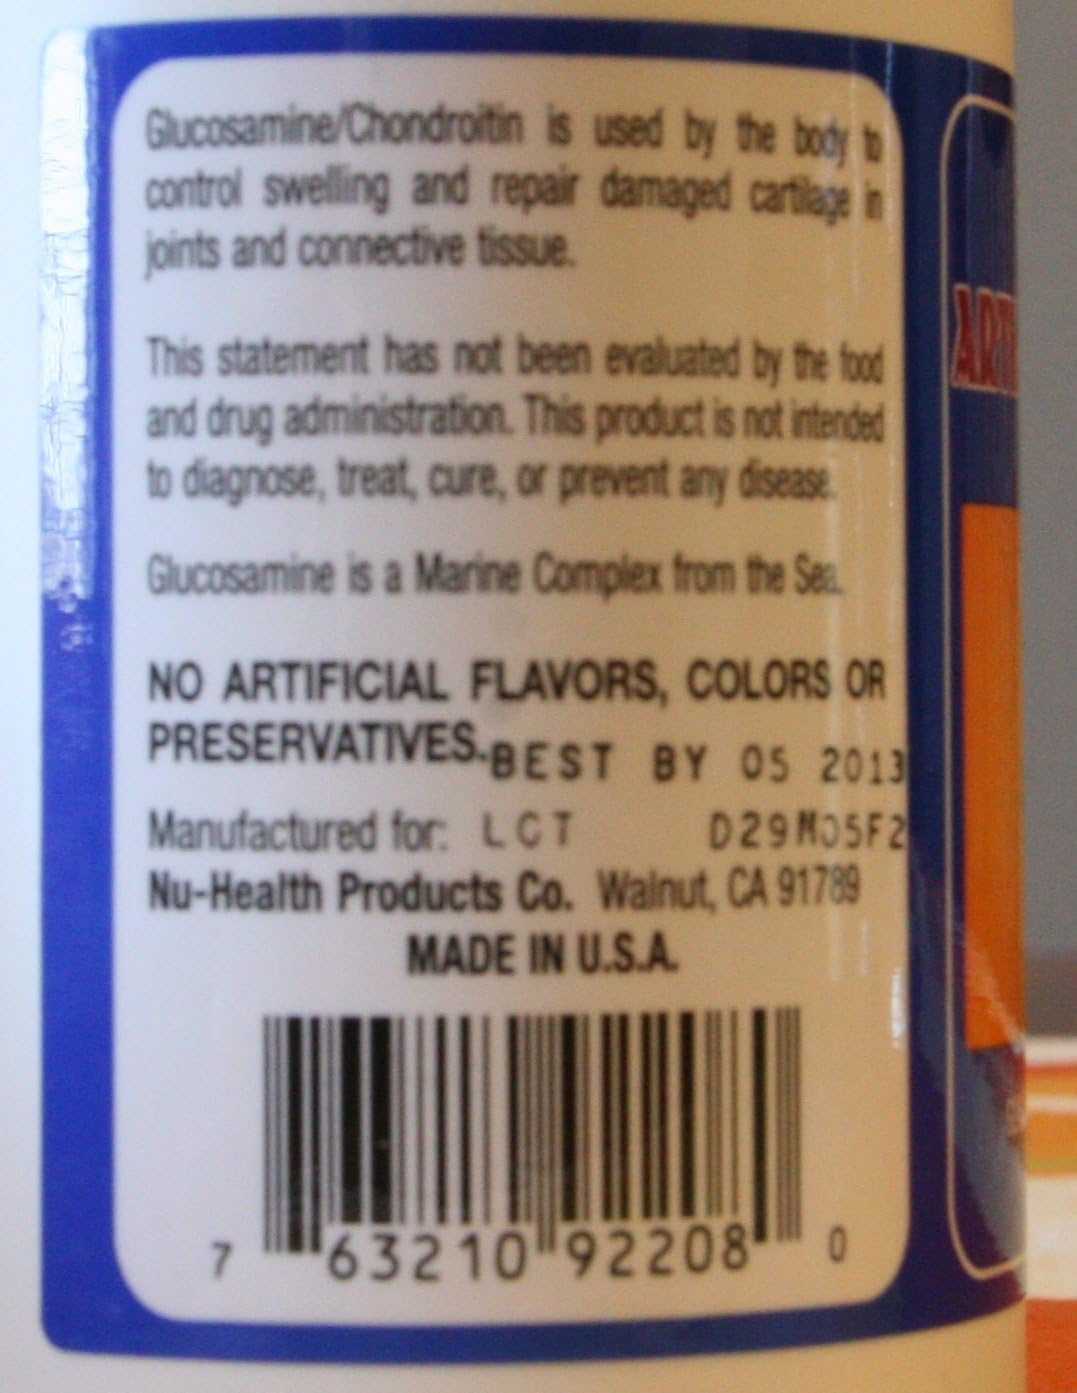 Glucosamine/Chondroitin is used by the body to
control swelling and repair damaged cartilage in
joints and connective tissue.
This statement has not been evaluated by the food
and drug administration. This product is not intended
to diagnose, treat, cure, or prevent any disease.
Glucosamine is a Marine Complex from the Sea.
NO ARTIFICIAL FLAVORS, COLORS OR
PRESERVATIVES. BEST BY 05 2013
Manufactured for: LCT D29M05F2
Nu-Health Products Co. Walnut, CA 91789
MADE IN U.S.A.
7 63210 92208 0